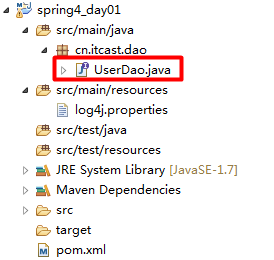 spring4_day01
src/main/java
cn.itcast.dao
UserDao.java
src/main/resources
log4j.properties
src/test/java
src/test/resources
JRE System Library [JavaSE-1.7]
Maven Dependencies
src
target
pom.xml